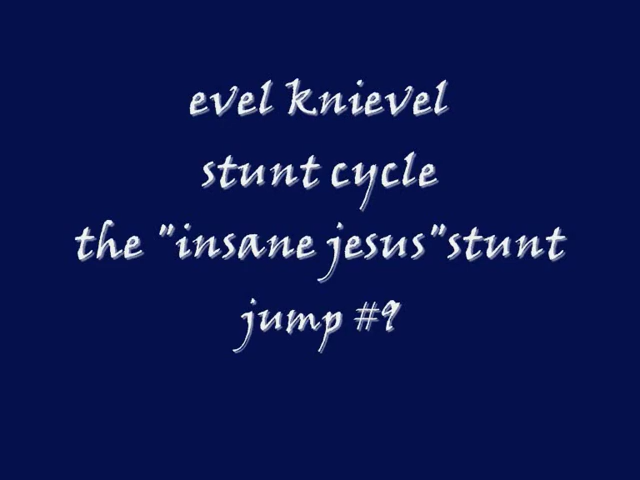 evel knievel
stunt cycle
the "insane jesus"stunt
jump #9